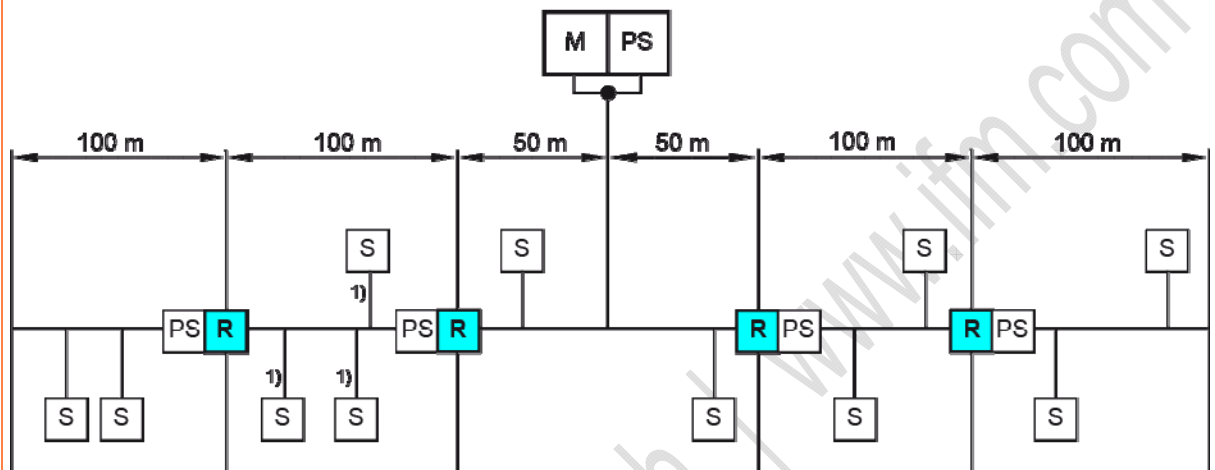 M PS
100 m 100 m 50 m 50 m 100 m 100 m
S S S S
1)
PS R PS R R PS R PS
1) 1)
S S S S S S S
h | www.ifm.com